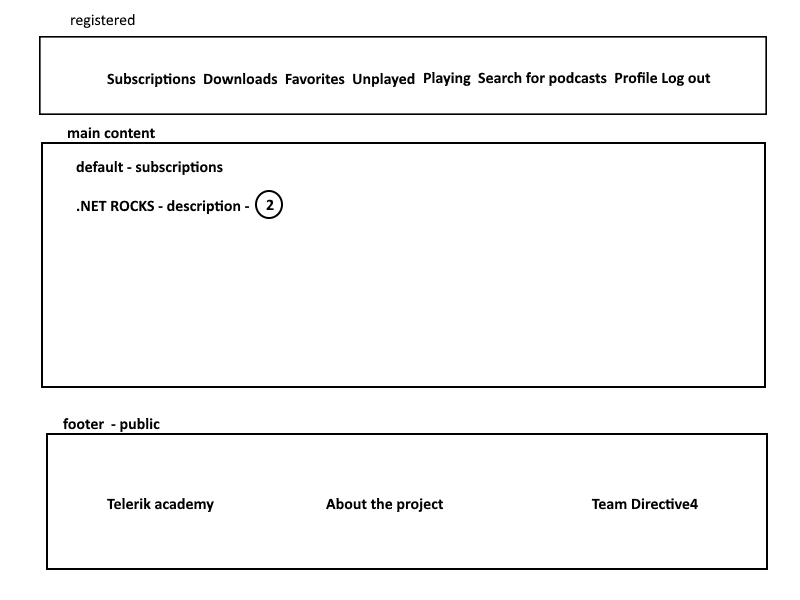 registered
Subscriptions Downloads Favorites Unplayed Playing Search for podcasts Profile Log out
main content
default - subscriptions
.NET ROCKS - description - 2
footer - public
Telerik academy About the project Team Directive4